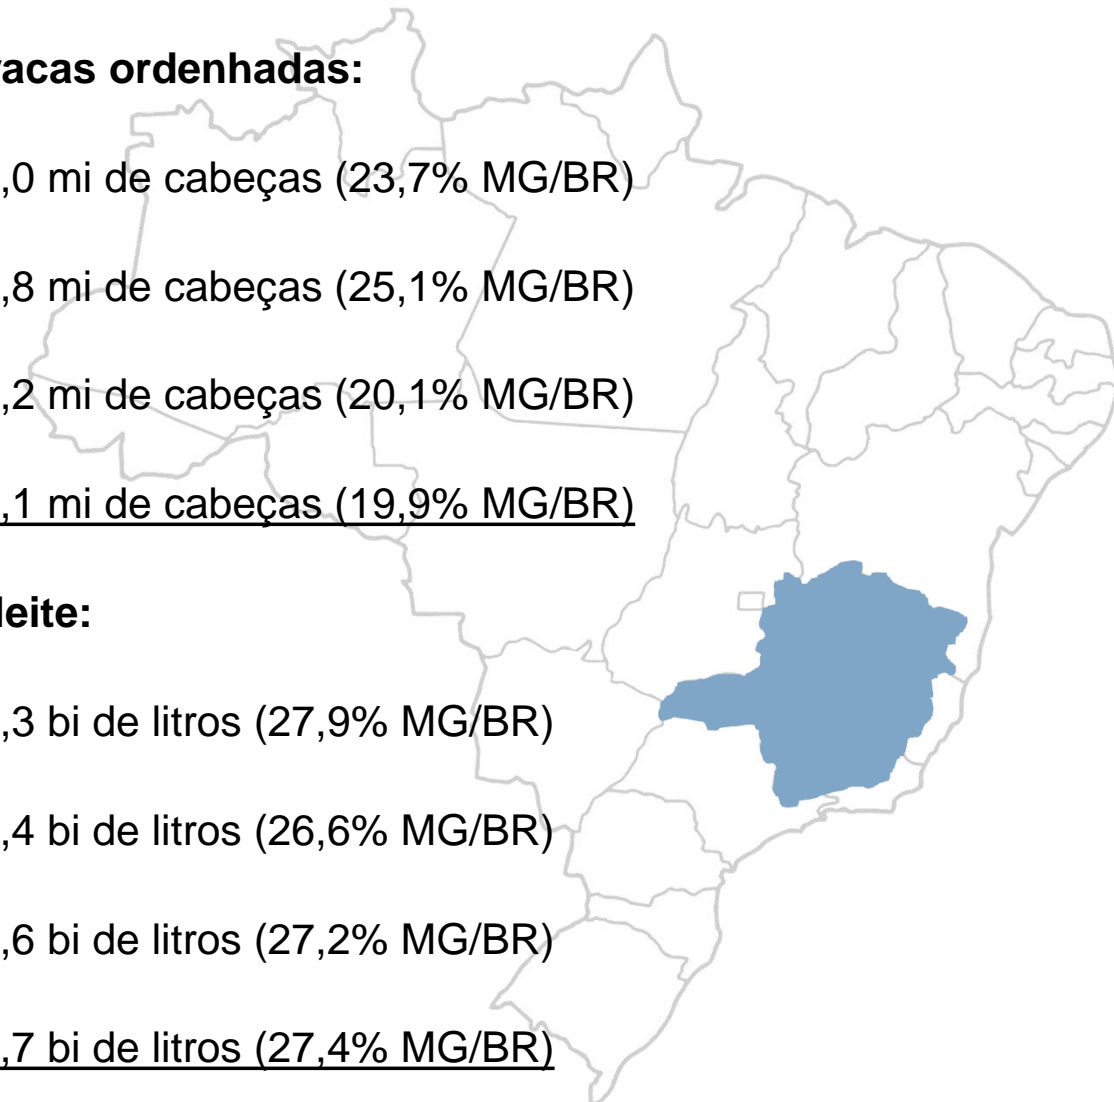 vacas ordenhadas:
,0 mi de cabeças (23,7% MG/BR)
,8 mi de cabeças (25,1% MG/BR)
,2 mi de cabeças (20,1% MG/BR)
,1 mi de cabeças (19,9% MG/BR)
leite:
,3 bi de litros (27,9% MG/BR)
,4 bi de litros (26,6% MG/BR)
,6 bi de litros (27,2% MG/BR)
,7 bi de litros (27,4% MG/BR)